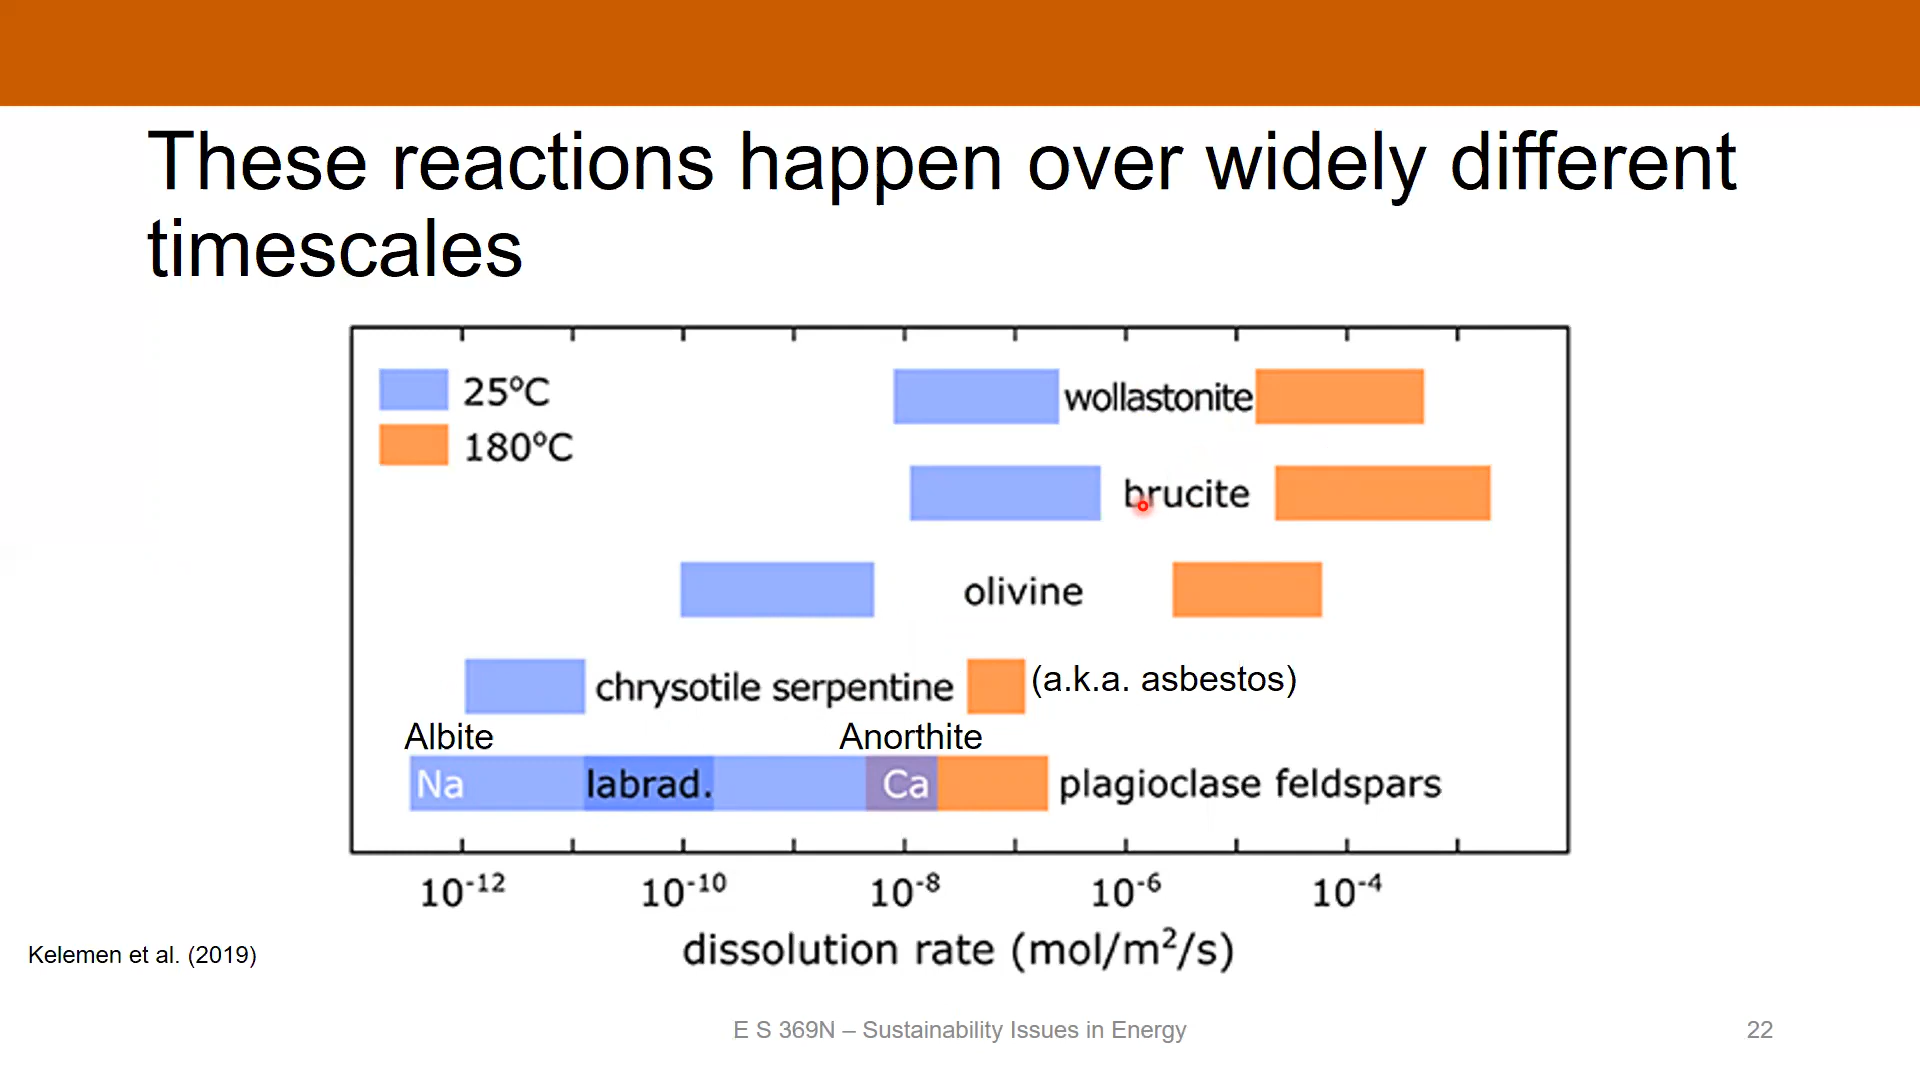 These reactions happen over widely different
timescales
25°C
180°C
wollastonite
brucite
olivine
chrysotile serpentine (a.k.a. asbestos)
Albite Anorthite
Na labrad. Ca plagioclase feldspars
10⁻¹² 10⁻¹⁰ 10⁻⁸ 10⁻⁶ 10⁻⁴
dissolution rate (mol/m²/s)
Kelemen et al. (2019)
E S 369N – Sustainability Issues in Energy
22